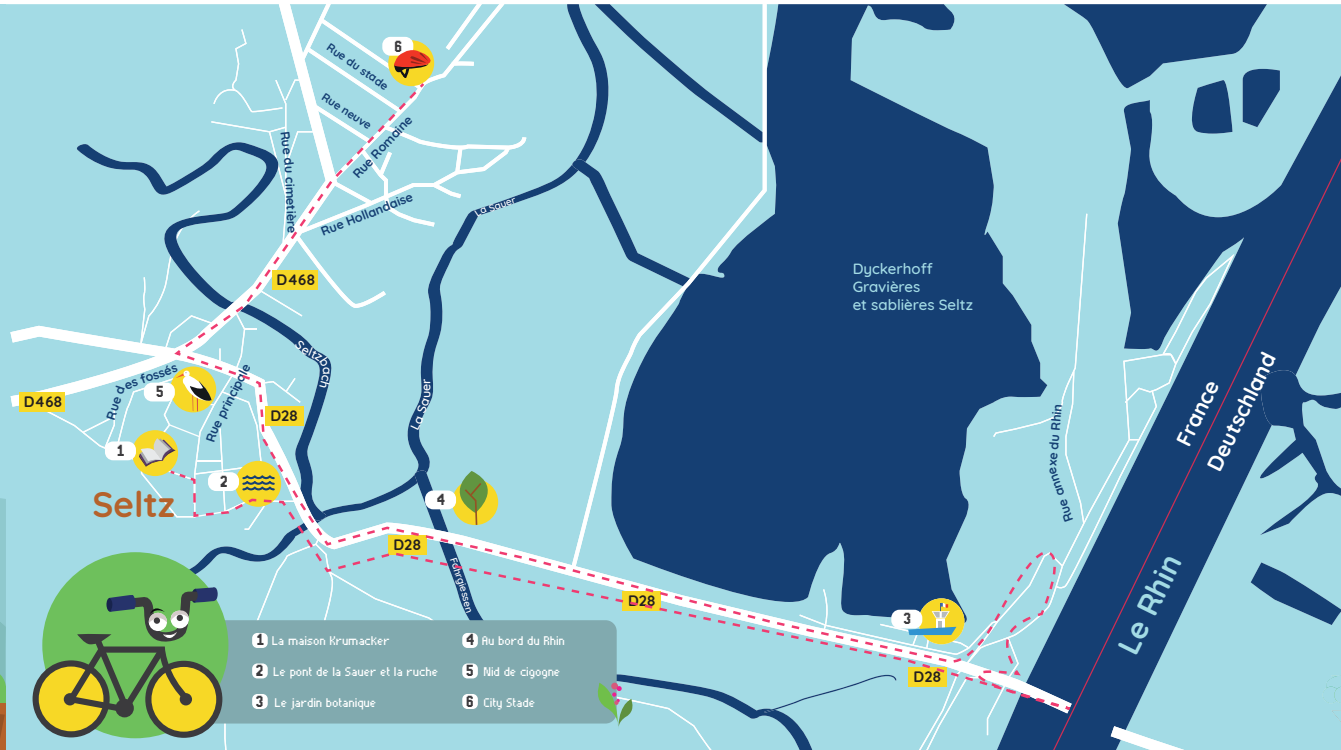 6
Rue du stade
Rue neuve
Rue Romaine
Rue du cimetière
Rue Hollandaise
La Sauer
D468
Dyckerhoff
Gravières
et sablières Seltz
Seltzbach
Rue des fossés
5
Rue principale
D468
D28
La Sauer
France
Deutschland
Rue annexe du Rhin
1
2
4
Seltz
D28
Fahrgiessen
D28
Le Rhin
3
D28
1 La maison Krumacker
2 Le pont de la Sauer et la ruche
3 Le jardin botanique
4 Au bord du Rhin
5 Nid de cigogne
6 City Stade